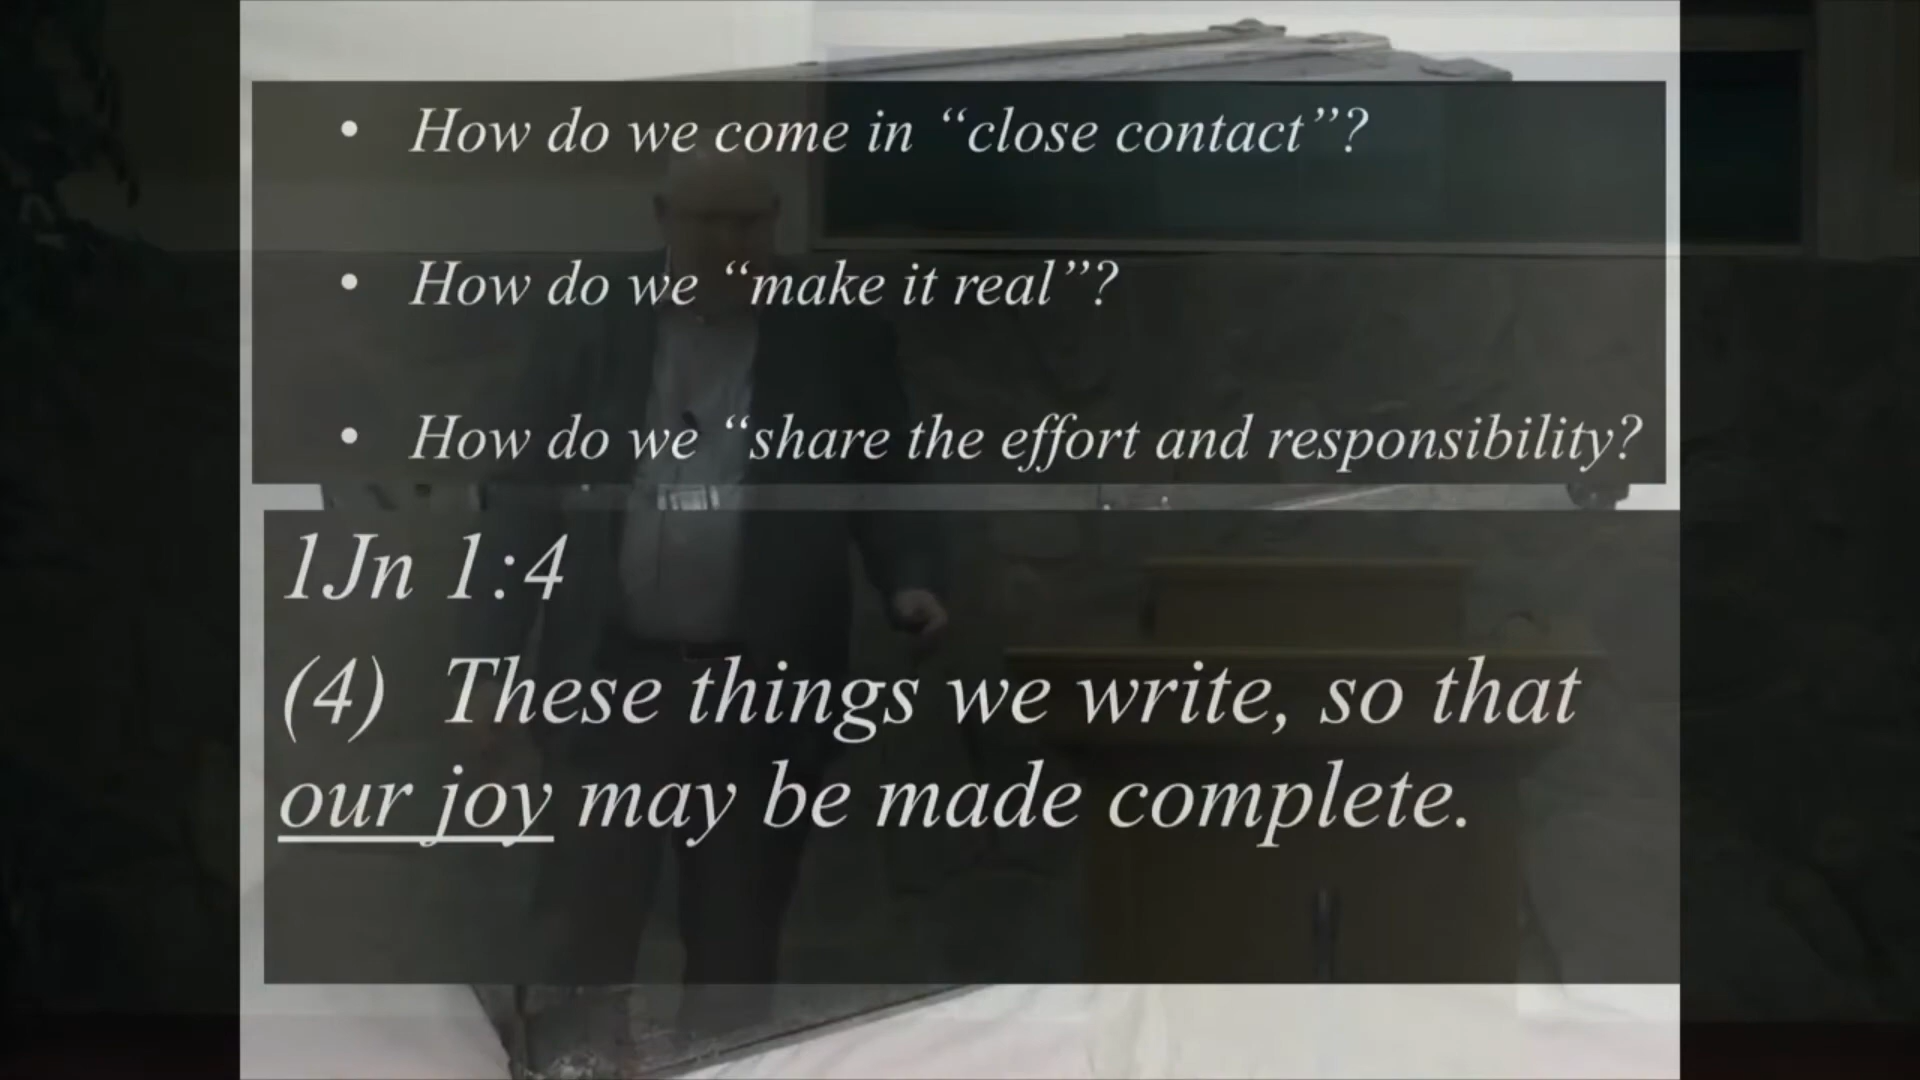 • How do we come in “close contact”?
• How do we “make it real”?
• How do we “share the effort and responsibility?
1Jn 1:4
(4) These things we write, so that
our joy may be made complete.